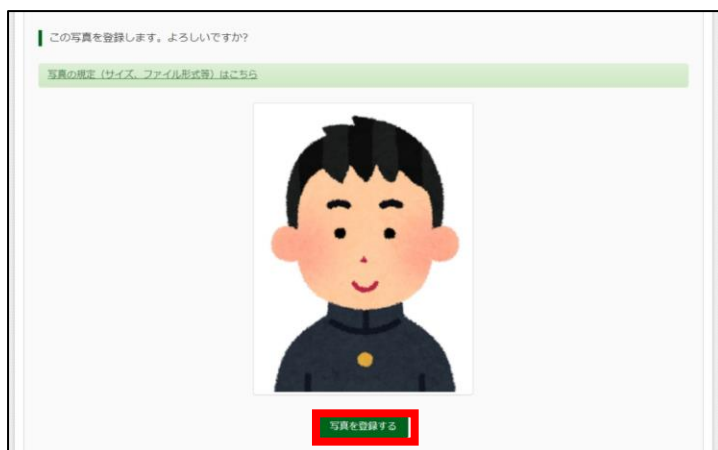 この写真を登録します。よろしいですか?
写真の規定（サイズ、ファイル形式等）はこちら
写真を登録する